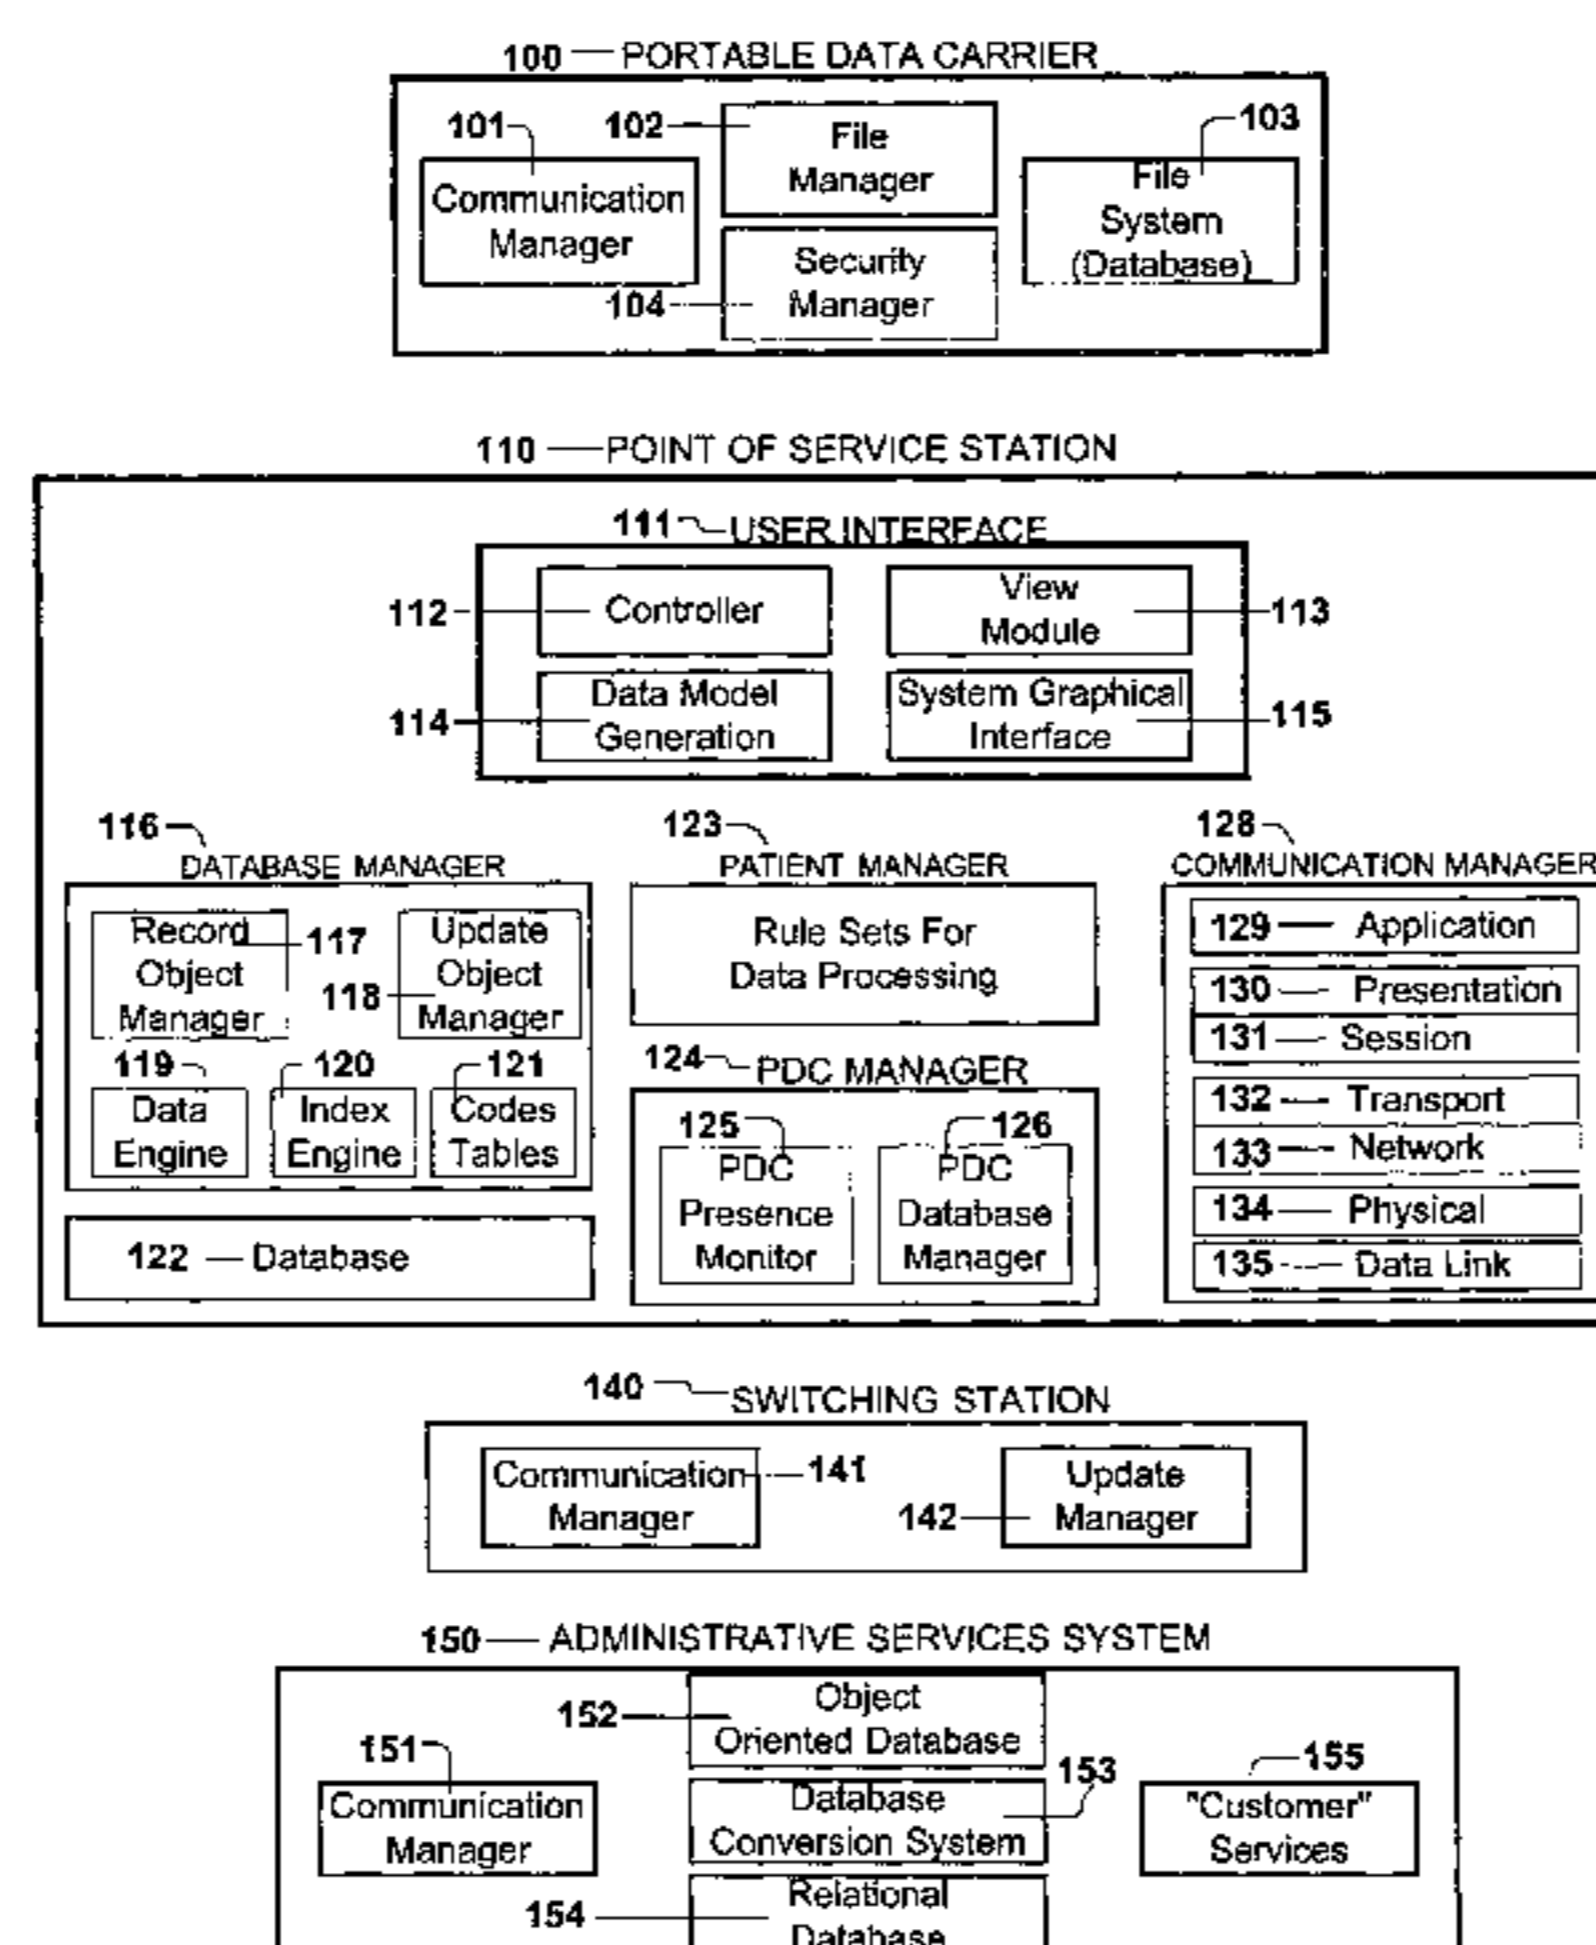 100 PORTABLE DATA CARRIER
101
102
103
Communication
Manager
File
Manager
File
System
(Database)
Security
Manager
104
110 POINT OF SERVICE STATION
111 USER INTERFACE
112 Controller
View
Module 113
114 Data Model
Generation
System Graphical
Interface 115
116
DATABASE MANAGER
Record
Object
Manager
117
Update
Object
Manager
118
119
Data
Engine
120
Index
Engine
121
Codes
Tables
122 Database
123
PATIENT MANAGER
Rule Sets For
Data Processing
124 PDC MANAGER
125
PDC
Presence
Monitor
126
PDC
Database
Manager
128
COMMUNICATION MANAGER
129 Application
130 Presentation
131 Session
132 Transport
133 Network
134 Physical
135 Data Link
140 SWITCHING STATION
Communication
Manager
141
Update
Manager
142
150 ADMINISTRATIVE SERVICES SYSTEM
151
Communication
Manager
152
Object
Oriented Database
153
Database
Conversion System
154
Relational
Database
155
"Customer"
Services